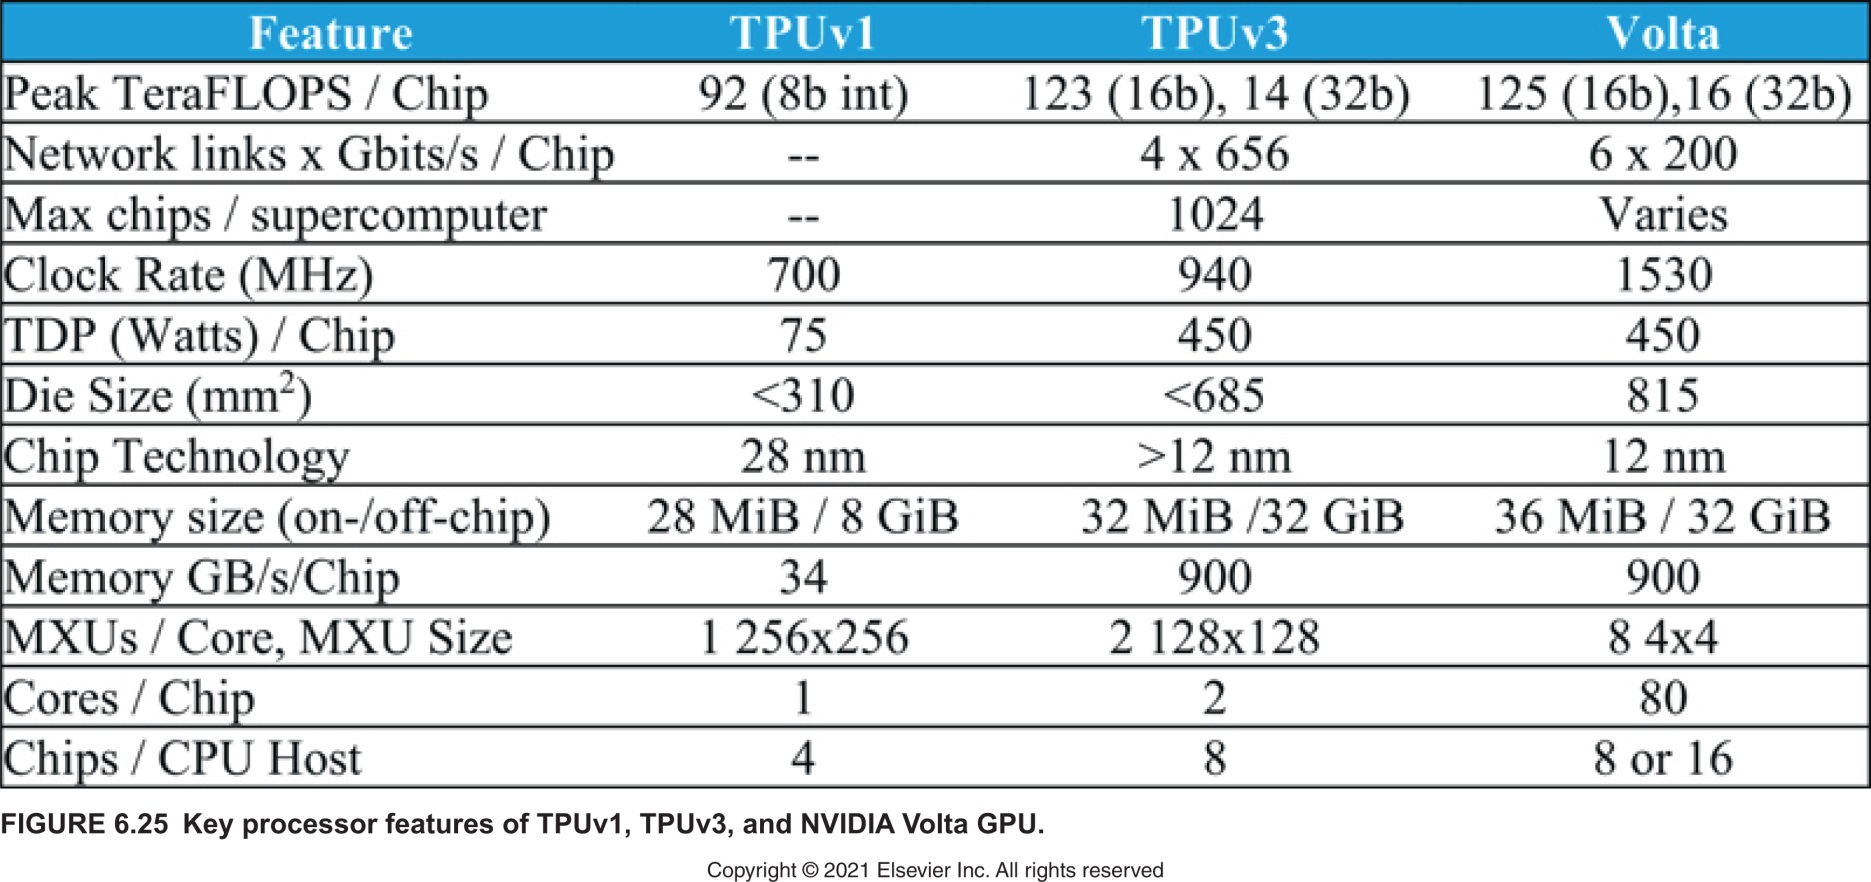 Feature TPUv1 TPUv3 Volta
Peak TeraFLOPS / Chip 92 (8b int) 123 (16b), 14 (32b) 125 (16b),16 (32b)
Network links x Gbits/s / Chip -- 4 x 656 6 x 200
Max chips / supercomputer -- 1024 Varies
Clock Rate (MHz) 700 940 1530
TDP (Watts) / Chip 75 450 450
Die Size (mm²) <310 <685 815
Chip Technology 28 nm >12 nm 12 nm
Memory size (on-/off-chip) 28 MiB / 8 GiB 32 MiB /32 GiB 36 MiB / 32 GiB
Memory GB/s/Chip 34 900 900
MXUs / Core, MXU Size 1 256x256 2 128x128 8 4x4
Cores / Chip 1 2 80
Chips / CPU Host 4 8 8 or 16
FIGURE 6.25 Key processor features of TPUv1, TPUv3, and NVIDIA Volta GPU.
Copyright © 2021 Elsevier Inc. All rights reserved